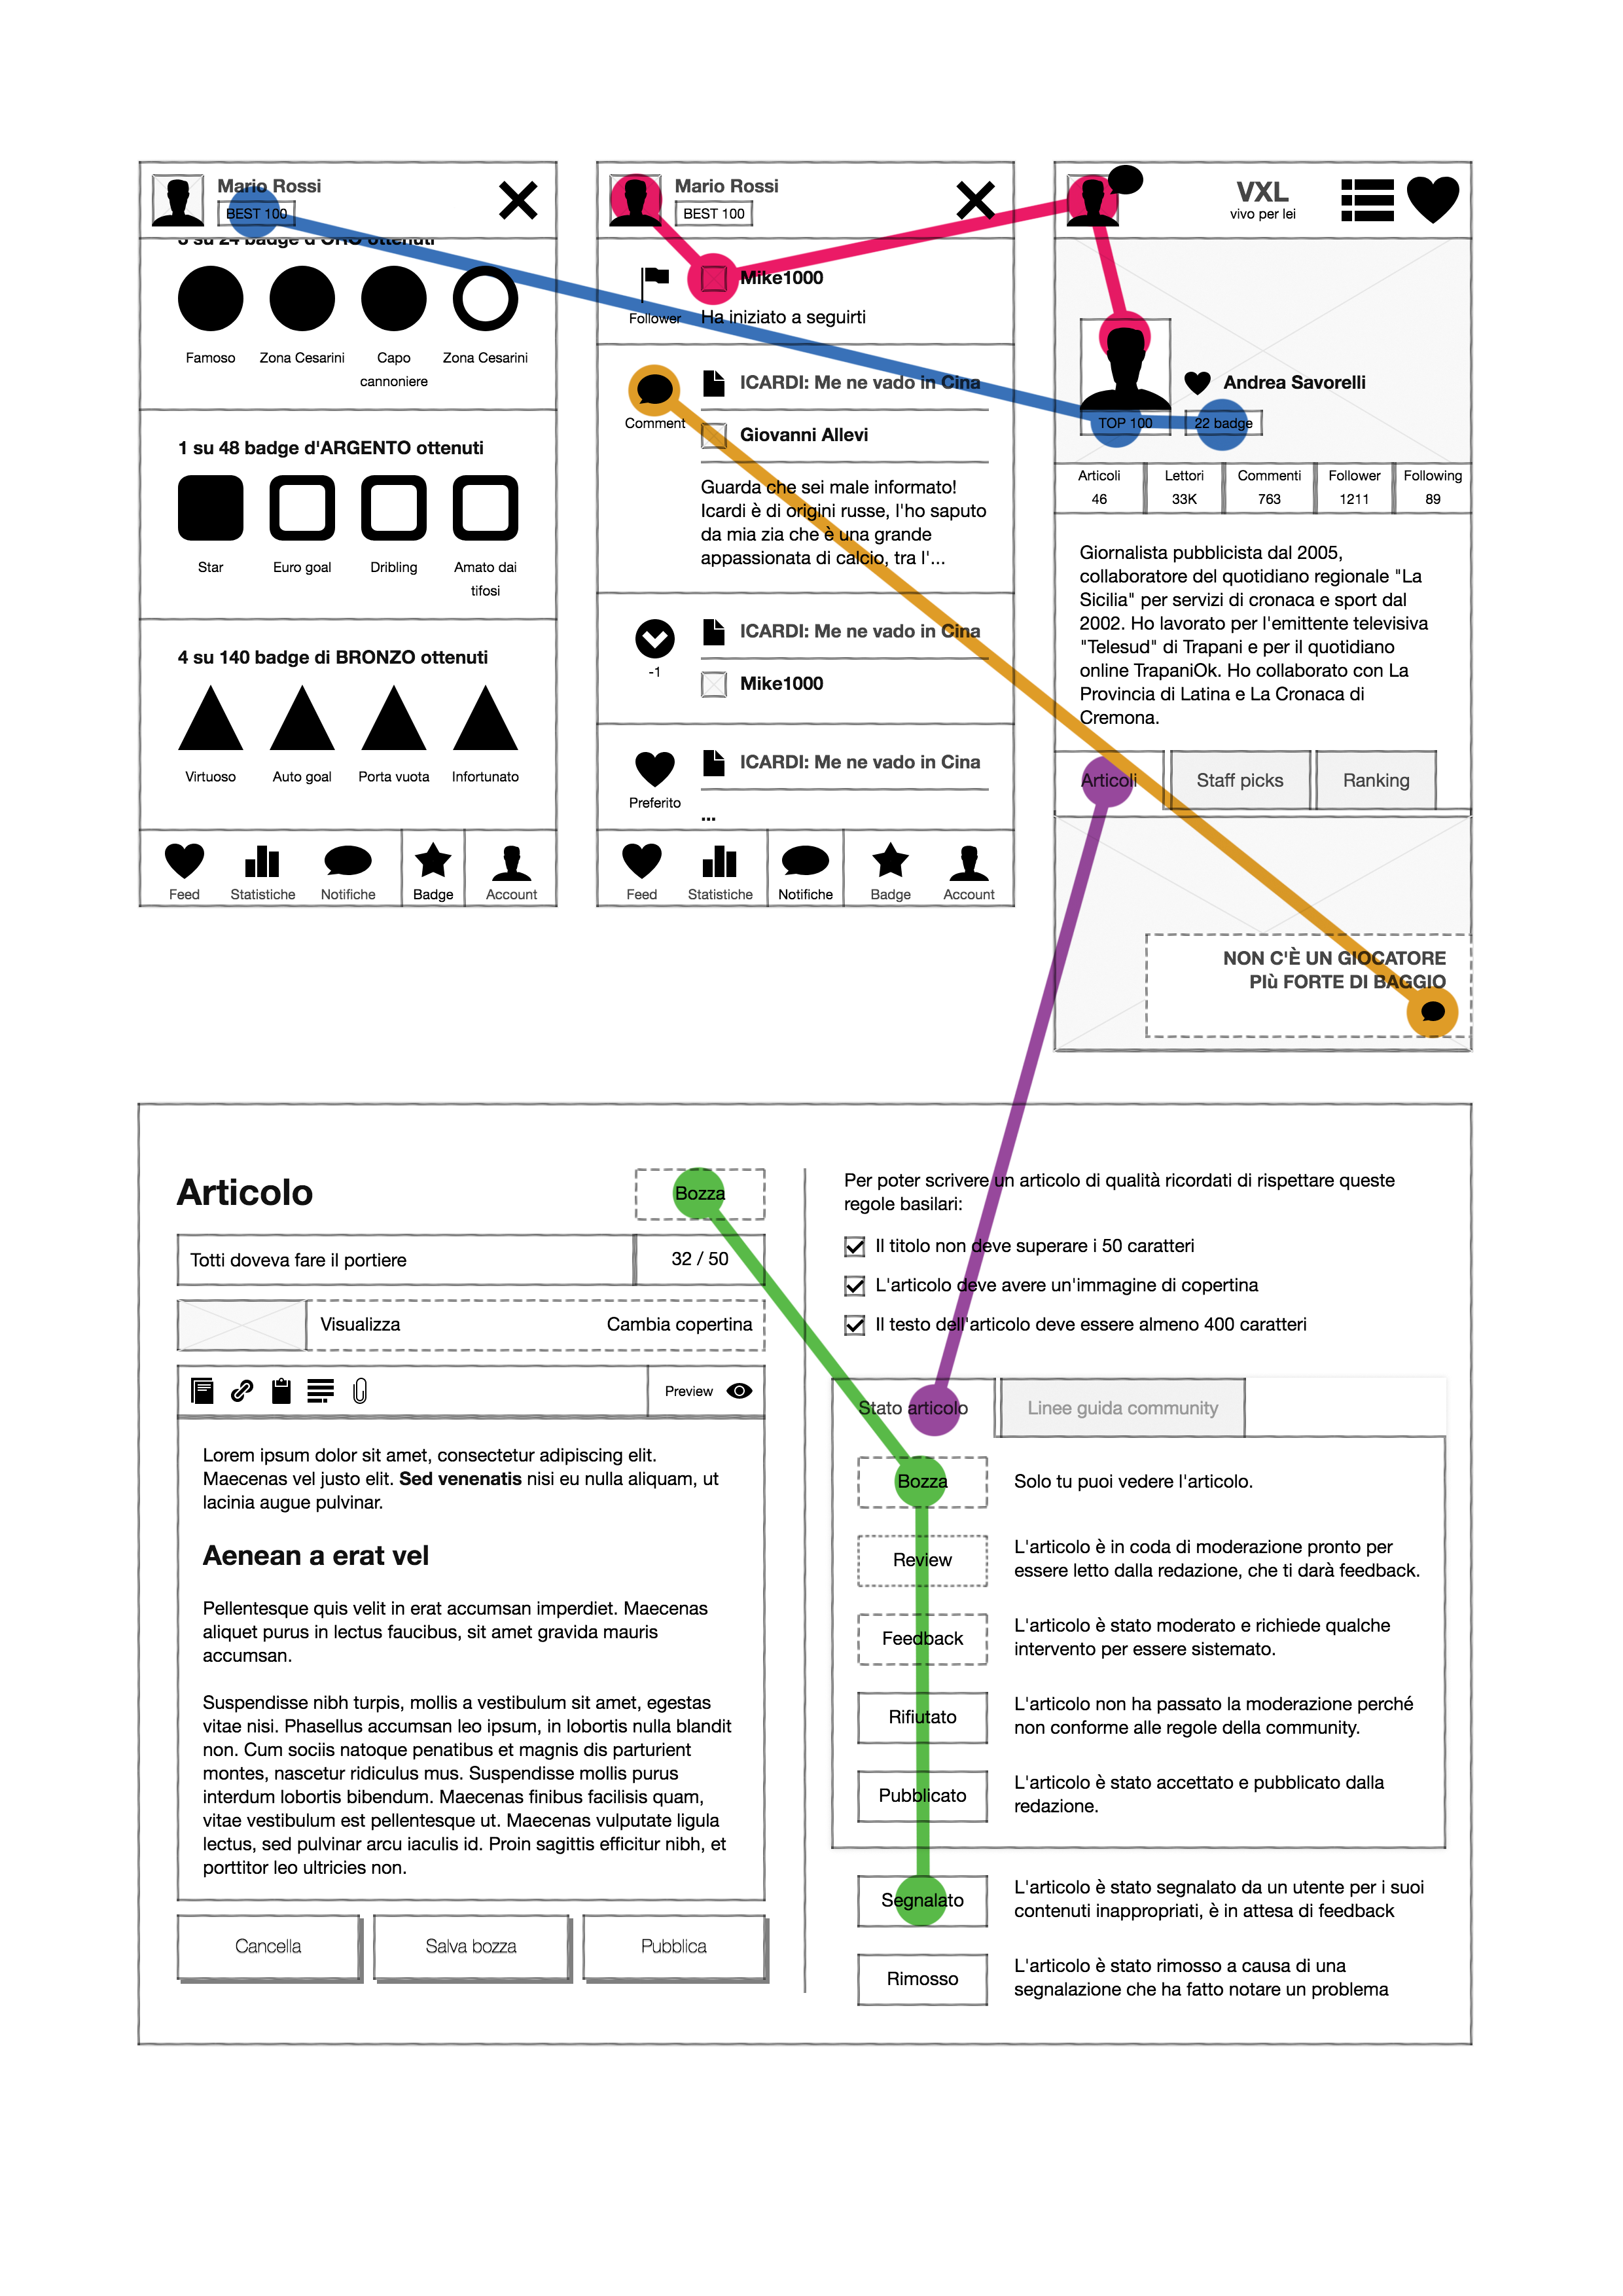 Mario Rossi
BEST 100
3 su 24 badge d'ORO ottenuti
Famoso
Zona Cesarini
Capo
cannoniere
Zona Cesarini
1 su 48 badge d'ARGENTO ottenuti
Star
Euro goal
Dribling
Amato dai
tifosi
4 su 140 badge di BRONZO ottenuti
Virtuoso
Auto goal
Porta vuota
Infortunato
Feed
Statistiche
Notifiche
Badge
Account
Mario Rossi
BEST 100
Follower
Mike1000
Ha iniziato a seguirti
Comment
ICARDI: Me ne vado in Cina
Giovanni Allevi
Guarda che sei male informato!
Icardi è di origini russe, l'ho saputo
da mia zia che è una grande
appassionata di calcio, tra l'...
-1
ICARDI: Me ne vado in Cina
Mike1000
Preferito
ICARDI: Me ne vado in Cina
...
Feed
Statistiche
Notifiche
Badge
Account
VXL
vivo per lei
Andrea Savorelli
TOP 100
22 badge
Articoli
46
Lettori
33K
Commenti
763
Follower
1211
Following
89
Giornalista pubblicista dal 2005,
collaboratore del quotidiano regionale "La
Sicilia" per servizi di cronaca e sport dal
2002. Ho lavorato per l'emittente televisiva
"Telesud" di Trapani e per il quotidiano
online TrapaniOk. Ho collaborato con La
Provincia di Latina e La Cronaca di
Cremona.
Articoli
Staff picks
Ranking
NON C'È UN GIOCATORE
PIù FORTE DI BAGGIO
Articolo
Bozza
Totti doveva fare il portiere
32 / 50
Visualizza
Cambia copertina
Preview
Lorem ipsum dolor sit amet, consectetur adipiscing elit.
Maecenas vel justo elit. Sed venenatis nisi eu nulla aliquam, ut
lacinia augue pulvinar.
Aenean a erat vel
Pellentesque quis velit in erat accumsan imperdiet. Maecenas
aliquet purus in lectus faucibus, sit amet gravida mauris
accumsan.
Suspendisse nibh turpis, mollis a vestibulum sit amet, egestas
vitae nisi. Phasellus accumsan leo ipsum, in lobortis nulla blandit
non. Cum sociis natoque penatibus et magnis dis parturient
montes, nascetur ridiculus mus. Suspendisse mollis purus
interdum lobortis bibendum. Maecenas finibus facilisis quam,
vitae vestibulum est pellentesque ut. Maecenas vulputate ligula
lectus, sed pulvinar arcu iaculis id. Proin sagittis efficitur nibh, et
porttitor leo ultricies non.
Cancella
Salva bozza
Pubblica
Per poter scrivere un articolo di qualità ricordati di rispettare queste
regole basilari:
Il titolo non deve superare i 50 caratteri
L'articolo deve avere un'immagine di copertina
Il testo dell'articolo deve essere almeno 400 caratteri
Stato articolo
Linee guida community
Bozza
Solo tu puoi vedere l'articolo.
Review
L'articolo è in coda di moderazione pronto per
essere letto dalla redazione, che ti darà feedback.
Feedback
L'articolo è stato moderato e richiede qualche
intervento per essere sistemato.
Rifiutato
L'articolo non ha passato la moderazione perché
non conforme alle regole della community.
Pubblicato
L'articolo è stato accettato e pubblicato dalla
redazione.
Segnalato
L'articolo è stato segnalato da un utente per i suoi
contenuti inappropriati, è in attesa di feedback
Rimosso
L'articolo è stato rimosso a causa di una
segnalazione che ha fatto notare un problema